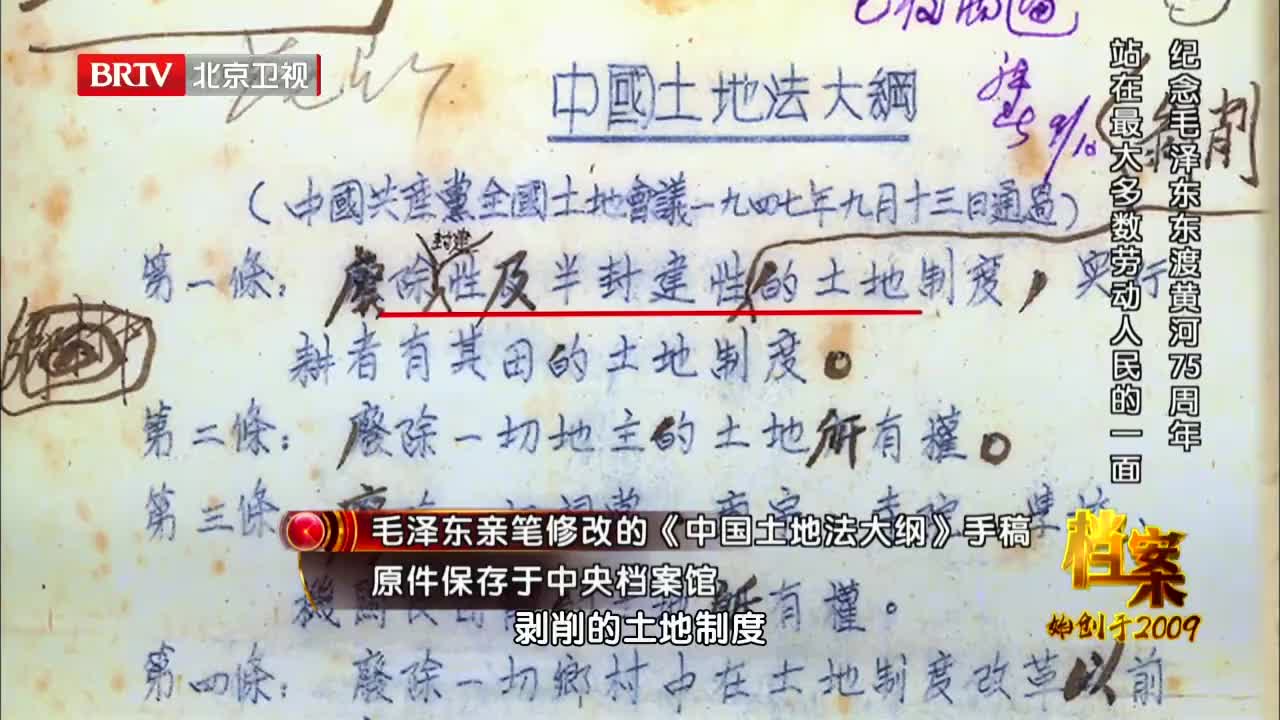 BRTV 北京卫视
中國土地法大綱
剥削
9/10
(中國共産黨全國土地會議一九四七年九月十三日通過)
封建
第一條：廢除性及半封建性的土地制度，实行
耕者有其田的土地制度。
第二條：廢除一切地主的土地所有權。
第三條
所有權。
第四條：廢除一切鄉村中在土地制度改革以前
纪念毛泽东东渡黄河75周年
站在最大多数劳动人民的一面
毛泽东亲笔修改的《中国土地法大纲》手稿
原件保存于中央档案馆
剥削的土地制度
档案
始创于2009